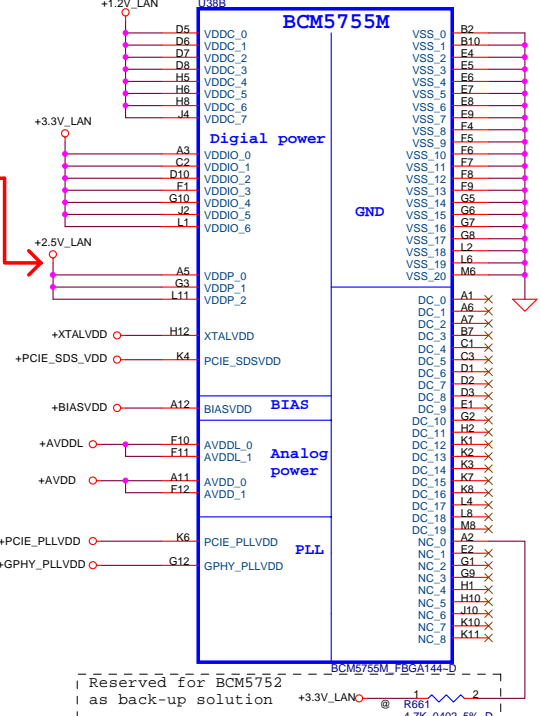 +1.2V_LAN
U38B
BCM5755M
D5 VDDC_0
D6 VDDC_1
D7 VDDC_2
D8 VDDC_3
H5 VDDC_4
H6 VDDC_5
H8 VDDC_6
J4 VDDC_7
Digial power
+3.3V_LAN
A3 VDDIO_0
C2 VDDIO_1
D10 VDDIO_2
F1 VDDIO_3
G10 VDDIO_4
J2 VDDIO_5
L1 VDDIO_6
+2.5V_LAN
A5 VDDP_0
G3 VDDP_1
L11 VDDP_2
+XTALVDD H12 XTALVDD
+PCIE_SDS_VDD K4 PCIE_SDSVDD
+BIASVDD A12 BIASVDD BIAS
+AVDDL F10 AVDDL_0
F11 AVDDL_1
Analog
power
+AVDD A11 AVDD_0
F12 AVDD_1
+PCIE_PLLVDD K6 PCIE_PLLVDD
PLL
+GPHY_PLLVDD G12 GPHY_PLLVDD
VSS_0 B2
VSS_1 B10
VSS_2 E4
VSS_3 E5
VSS_4 E6
VSS_5 E7
VSS_6 E8
VSS_7 E9
VSS_8 F4
VSS_9 F5
VSS_10 F6
VSS_11 F7
VSS_12 F8
VSS_13 F9
VSS_14 G5
VSS_15 G6
VSS_16 G7
VSS_17 G8
VSS_18 L2
VSS_19 L6
VSS_20 M6
GND
DC_0 A1
DC_1 A6
DC_2 A7
DC_3 B7
DC_4 C1
DC_5 C3
DC_6 D1
DC_7 D2
DC_8 D3
DC_9 E1
DC_10 G2
DC_11 H2
DC_12 K1
DC_13 K2
DC_14 K3
DC_15 K7
DC_16 K8
DC_17 L4
DC_18 L8
DC_19 M8
NC_0 A2
NC_1 E2
NC_2 G1
NC_3 G9
NC_4 H1
NC_5 H10
NC_6 J10
NC_7 K10
NC_8 K11
BCM5755M_FBGA144~D
Reserved for BCM5752
as back-up solution
+3.3V_LAN 1 2
@ R661
4.7K_0402_5%~D